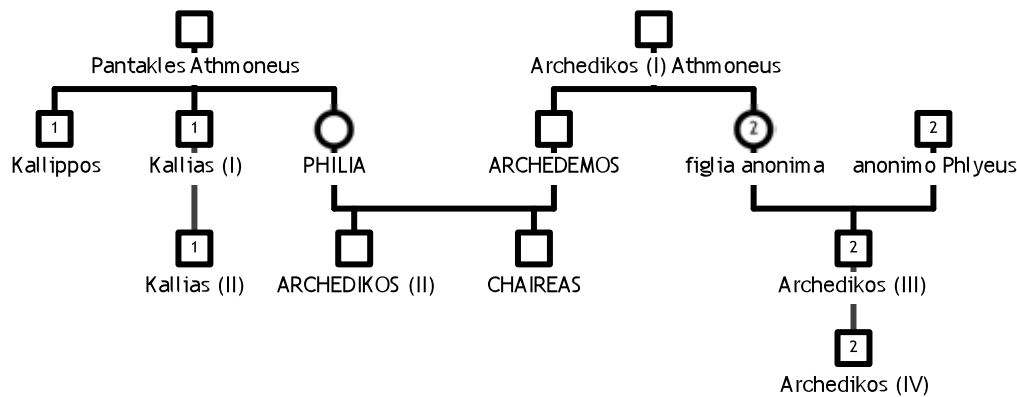 Pantakles Athmoneus Archedikos (I) Athmoneus
1 1 2 2
Kallippos Kallias (I) PHILIA ARCHEDEMOS figlia anonima anonimo Phlyeus
1 2
Kallias (II) ARCHEDIKOS (II) CHAIREAS Archedikos (III)
2
Archedikos (IV)